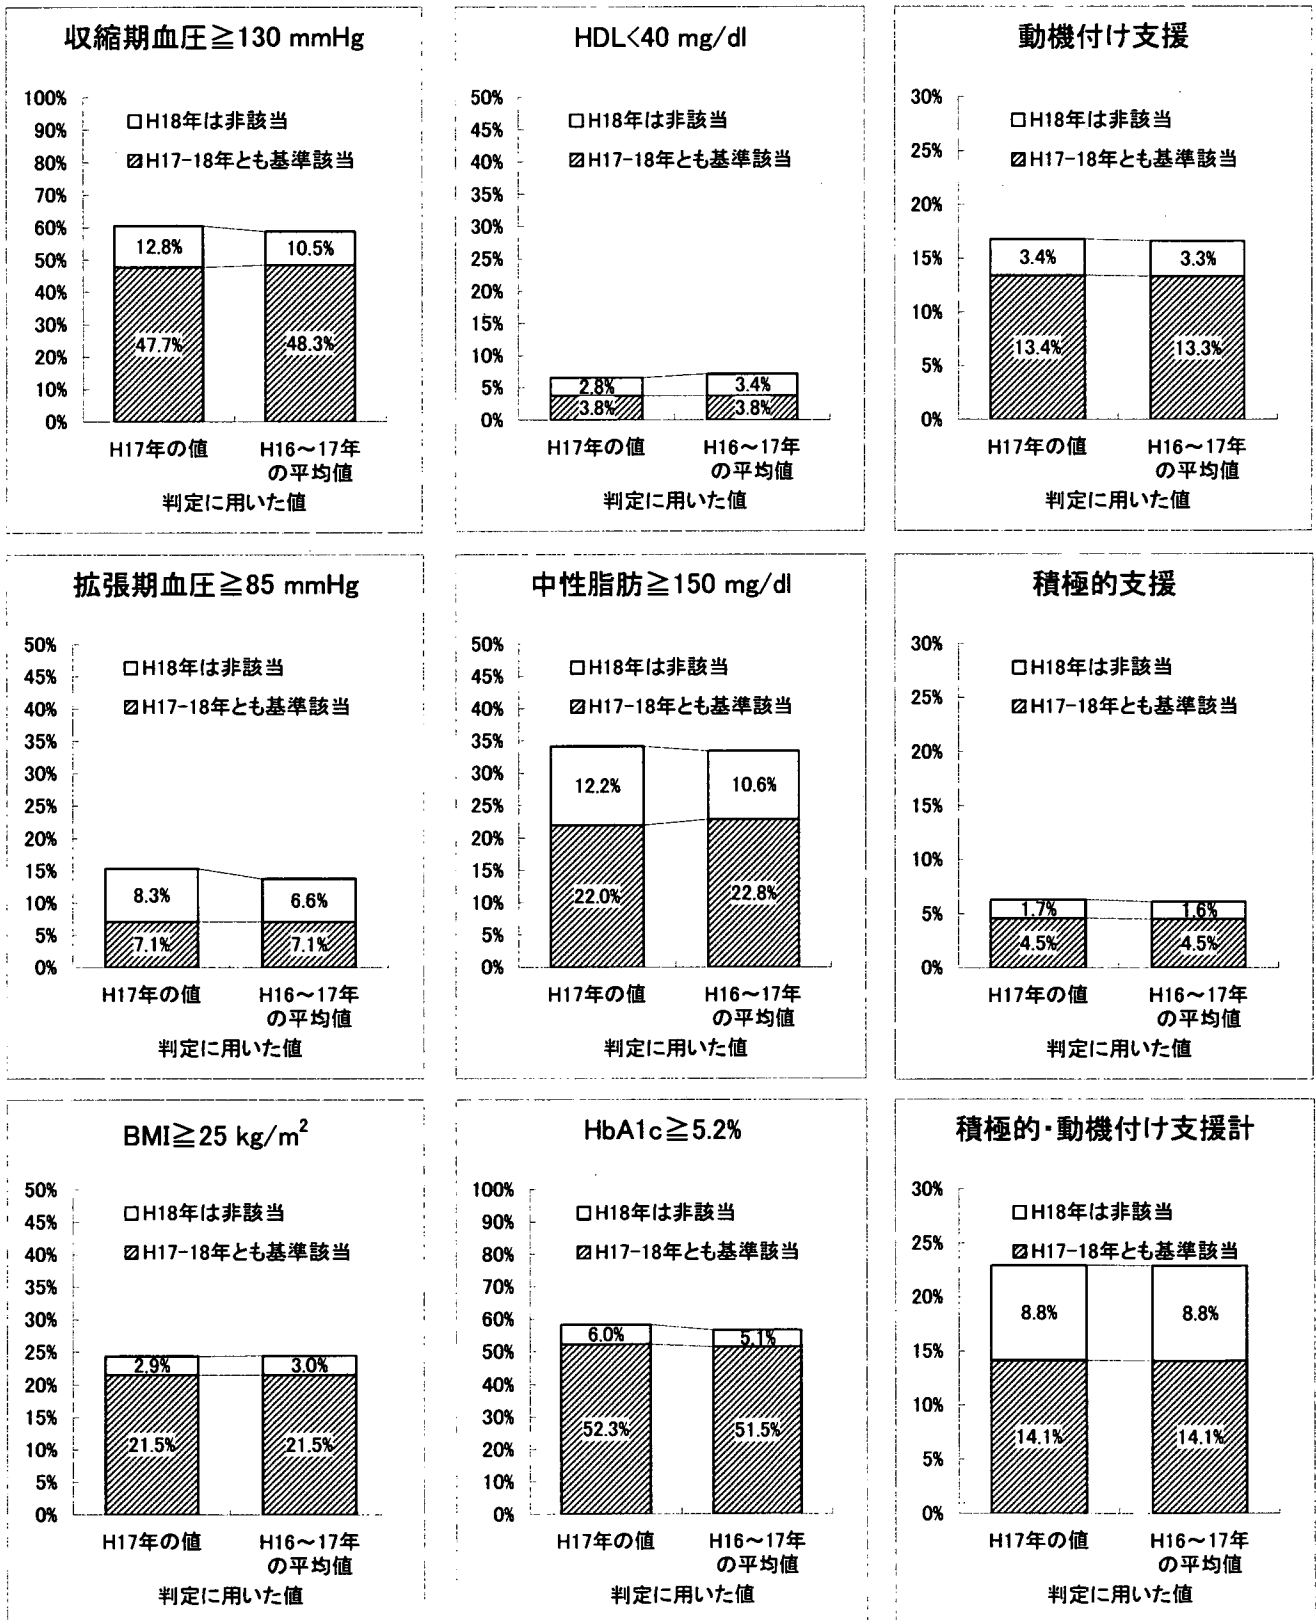 収縮期血圧≧130 mmHg
100%
90%
80%
70%
60%
50%
40%
30%
20%
10%
0%
□H18年は非該当
▨H17-18年とも基準該当
12.8%
10.5%
47.7%
48.3%
H17年の値
H16～17年
の平均値
判定に用いた値
HDL<40 mg/dl
50%
45%
40%
35%
30%
25%
20%
15%
10%
5%
0%
□H18年は非該当
▨H17-18年とも基準該当
2.8%
3.4%
3.8%
3.8%
H17年の値
H16～17年
の平均値
判定に用いた値
動機付け支援
30%
25%
20%
15%
10%
5%
0%
□H18年は非該当
▨H17-18年とも基準該当
3.4%
3.3%
13.4%
13.3%
H17年の値
H16～17年
の平均値
判定に用いた値
拡張期血圧≧85 mmHg
50%
45%
40%
35%
30%
25%
20%
15%
10%
5%
0%
□H18年は非該当
▨H17-18年とも基準該当
8.3%
6.6%
7.1%
7.1%
H17年の値
H16～17年
の平均値
判定に用いた値
中性脂肪≧150 mg/dl
50%
45%
40%
35%
30%
25%
20%
15%
10%
5%
0%
□H18年は非該当
▨H17-18年とも基準該当
12.2%
10.6%
22.0%
22.8%
H17年の値
H16～17年
の平均値
判定に用いた値
積極的支援
30%
25%
20%
15%
10%
5%
0%
□H18年は非該当
▨H17-18年とも基準該当
1.7%
1.6%
4.5%
4.5%
H17年の値
H16～17年
の平均値
判定に用いた値
BMI≧25 kg/m²
50%
45%
40%
35%
30%
25%
20%
15%
10%
5%
0%
□H18年は非該当
▨H17-18年とも基準該当
2.9%
3.0%
21.5%
21.5%
H17年の値
H16～17年
の平均値
判定に用いた値
HbA1c≧5.2%
100%
90%
80%
70%
60%
50%
40%
30%
20%
10%
0%
□H18年は非該当
▨H17-18年とも基準該当
6.0%
5.1%
52.3%
51.5%
H17年の値
H16～17年
の平均値
判定に用いた値
積極的・動機付け支援計
30%
25%
20%
15%
10%
5%
0%
□H18年は非該当
▨H17-18年とも基準該当
8.8%
8.8%
14.1%
14.1%
H17年の値
H16～17年
の平均値
判定に用いた値